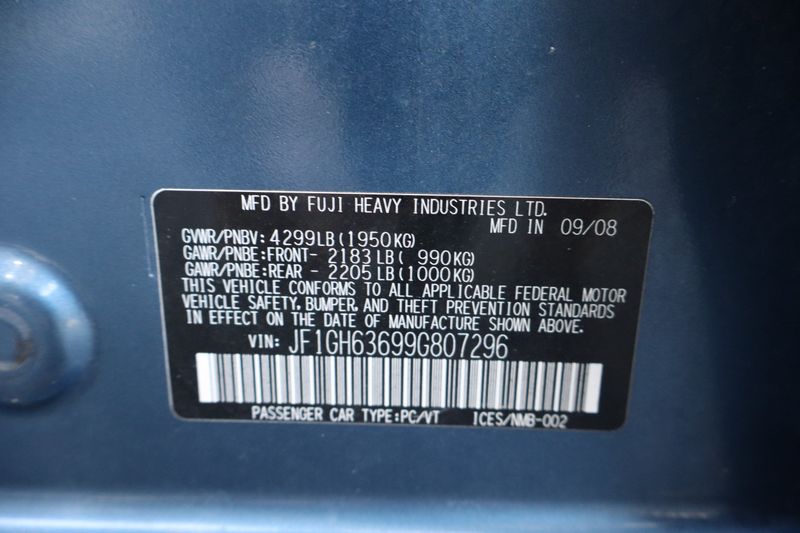 MFD BY FUJI HEAVY INDUSTRIES LTD.
MFD IN 09/08
GVWR/PNBV: 4299LB(1950KG)
GAWR/PNBE:FRONT- 2183LB( 990KG)
GAWR/PNBE:REAR - 2205LB(1000KG)
THIS VEHICLE CONFORMS TO ALL APPLICABLE FEDERAL MOTOR
VEHICLE SAFETY, BUMPER, AND THEFT PREVENTION STANDARDS
IN EFFECT ON THE DATE OF MANUFACTURE SHOWN ABOVE.
VIN: JF1GH63699G807296
PASSENGER CAR TYPE:PC/VT ICES/NMB-002